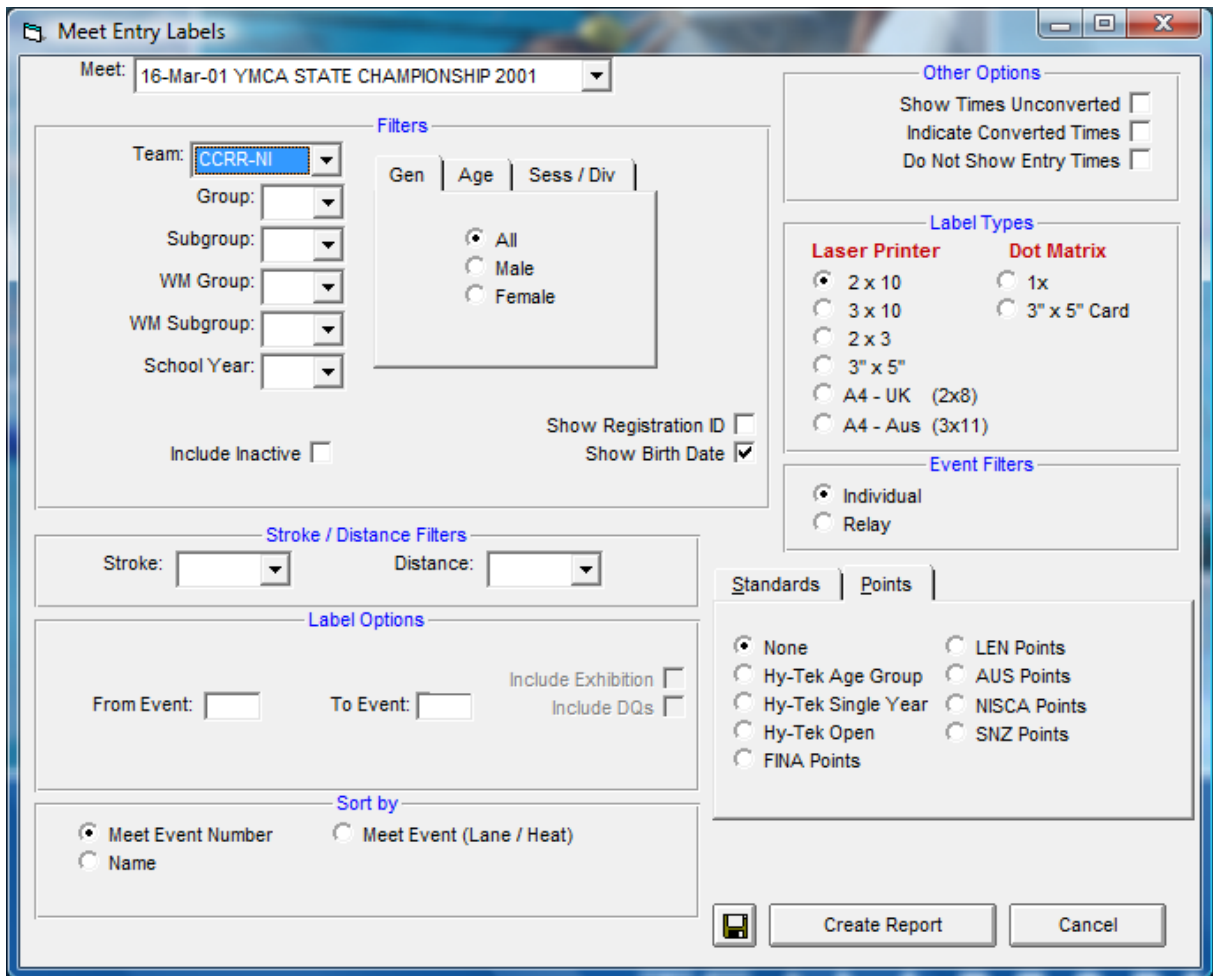 Meet Entry Labels
Meet: 16-Mar-01 YMCA STATE CHAMPIONSHIP 2001
Filters
Team: CCRR-NI
Group:
Subgroup:
WM Group:
WM Subgroup:
School Year:
Gen Age Sess / Div
All
Male
Female
Include Inactive
Show Registration ID
Show Birth Date
Other Options
Show Times Unconverted
Indicate Converted Times
Do Not Show Entry Times
Label Types
Laser Printer Dot Matrix
2 x 10 1x
3 x 10 3" x 5" Card
2 x 3
3" x 5"
A4 - UK (2x8)
A4 - Aus (3x11)
Event Filters
Individual
Relay
Stroke / Distance Filters
Stroke: Distance:
Label Options
From Event: To Event:
Include Exhibition
Include DQs
Standards Points
None LEN Points
Hy-Tek Age Group AUS Points
Hy-Tek Single Year NISCA Points
Hy-Tek Open SNZ Points
FINA Points
Sort by
Meet Event Number Meet Event (Lane / Heat)
Name
Create Report Cancel